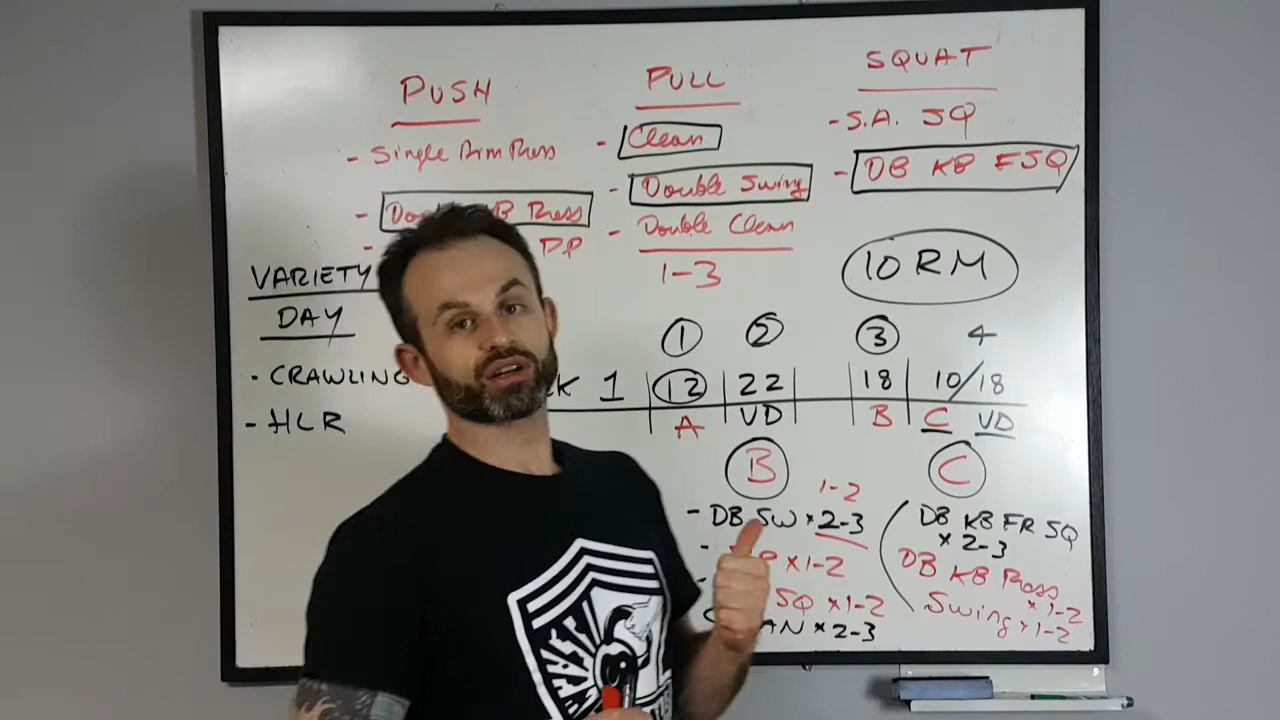 PUSH
- Single Arm Press
- Double KB Press
- DP
PULL
- Clean
- Double Swing
- Double Clean
1-3
SQUAT
- S.A. SQ
- DB KB FSQ
10 RM
VARIETY
DAY
- CRAWLING
- HLR
1 2 3 4
1 12 22 18 10/18
A VD B C VD
B
1-2
- DB SW × 2-3
× 1-2
SQ × 1-2
× 2-3
C
DB KB FR SQ
× 2-3
DB KB Press
× 1-2
Swing × 1-2